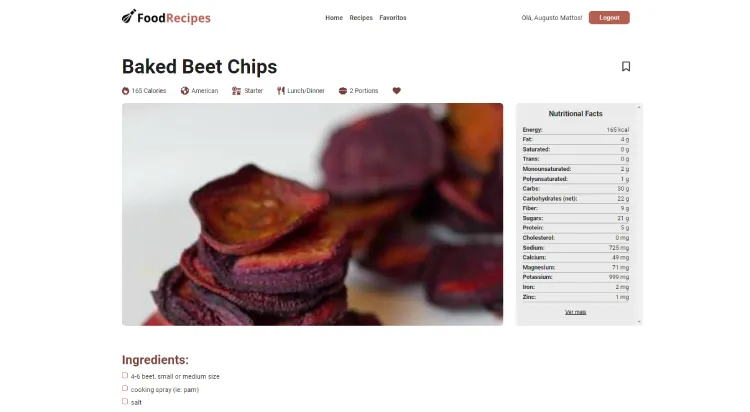 FoodRecipes
Home Recipes Favoritos
Olá, Augusto Mattos! Logout
Baked Beet Chips
165 Calories American Starter Lunch/Dinner 2 Portions
Nutritional Facts
Energy: 165 kcal
Fat: 4 g
Saturated: 0 g
Trans: 0 g
Monounsaturated: 2 g
Polyunsaturated: 1 g
Carbs: 30 g
Carbohydrates (net): 22 g
Fiber: 9 g
Sugars: 21 g
Protein: 5 g
Cholesterol: 0 mg
Sodium: 725 mg
Calcium: 49 mg
Magnesium: 71 mg
Potassium: 999 mg
Iron: 2 mg
Zinc: 1 mg
Ver mais
Ingredients:
4-6 beet, small or medium size
cooking spray (ie: pam)
salt